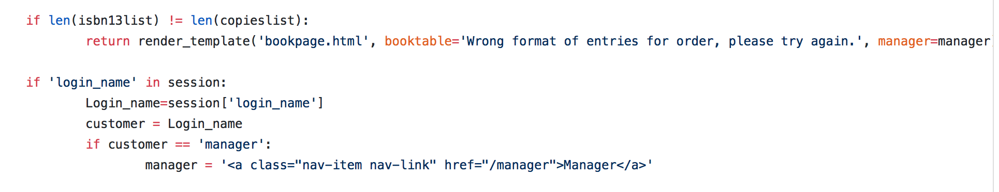 if len(isbn13list) != len(copieslist):
return render_template('bookpage.html', booktable='Wrong format of entries for order, please try again.', manager=manager
if 'login_name' in session:
Login_name=session['login_name']
customer = Login_name
if customer == 'manager':
manager = '<a class="nav-item nav-link" href="/manager">Manager</a>'